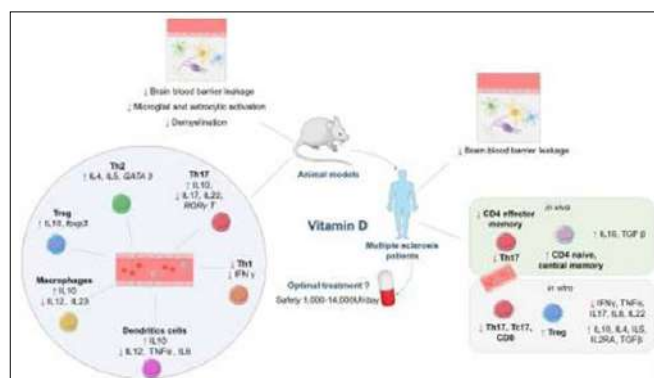 ↓ Brain blood barrier leakage
↓ Microglial and astrocytic activation
↓ Demyelination
↓ Brain-blood barrier leakage
Animal models
Th2
↑ IL4, IL5, GATA 3
Th17
↑ IL10,
↓ IL17, IL22,
RORγ T
Treg
↑ IL10, foxp3
↓ Th1
↓ IFN γ
Macrophages
↑ IL10
↓ IL12, IL23
Dendritics cells
↑ IL10
↓ IL12, TNFα, IL6
Vitamin D
Multiple sclerosis
patients
Optimal treatment ?
Safety 1,000-14,000UI/day
in vivo
↓ CD4 effector
memory
↓ Th17
↑ IL10, TGF β
↑ CD4 naive,
central memory
in vitro
↓ Th17, Tc17,
CD8
↑ Treg
↓ IFNγ, TNFα,
IL17, IL6, IL22
↑ IL10, IL4, IL5,
IL2RA, TGFβ